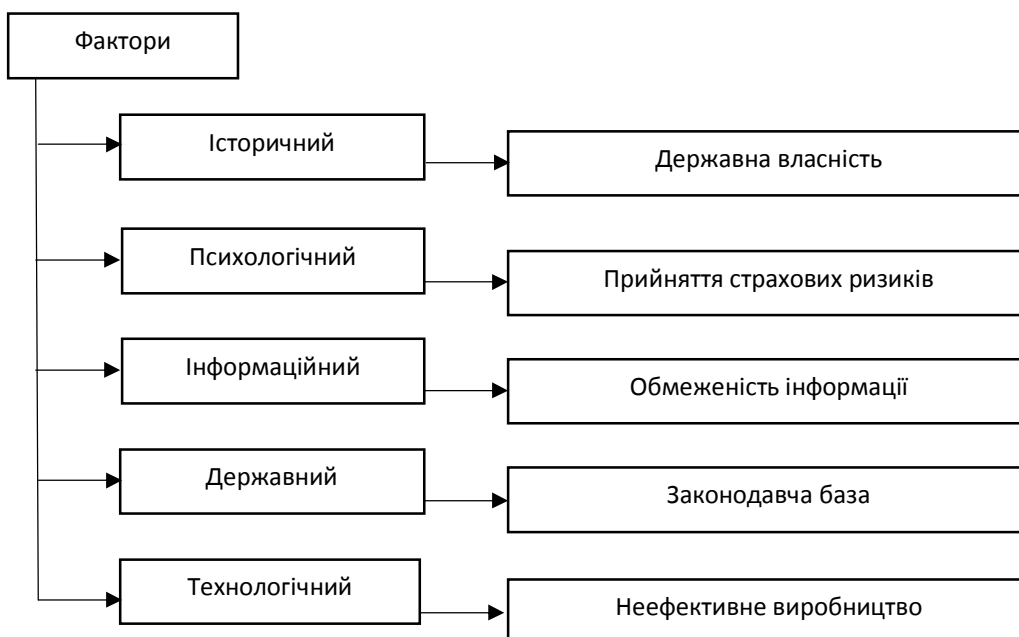 Фактори
Історичний
Державна власність
Психологічний
Прийняття страхових ризиків
Інформаційний
Обмеженість інформації
Державний
Законодавча база
Технологічний
Неефективне виробництво